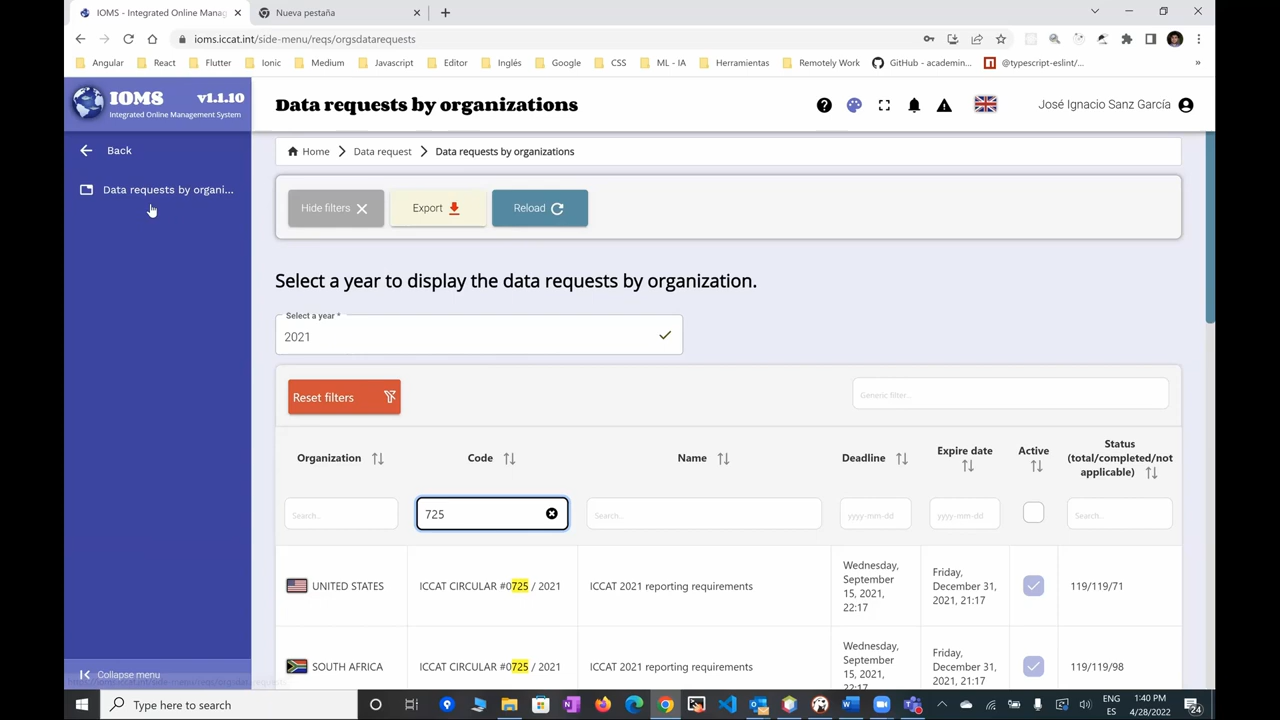 IOMS - Integrated Online Manag
Nueva pestaña
ioms.iccat.int/side-menu/reqs/orgsdatarequests
Angular
React
Flutter
Ionic
Medium
Javascript
Editor
Inglés
Google
CSS
ML - IA
Herramientas
Remotely Work
GitHub - academin...
@typescript-eslint/...
»
IOMS v1.1.10
Integrated Online Management System
Data requests by organizations
José Ignacio Sanz García
Back
Data requests by organi...
Home
Data request
Data requests by organizations
Hide filters
Export
Reload
Select a year to display the data requests by organization.
Select a year *
2021
Reset filters
Generic filter...
Organization
Code
Name
Deadline
Expire date
Active
Status
(total/completed/not
applicable)
Search..
725
Search...
yyyy-mm-dd
yyyy-mm-dd
Search...
UNITED STATES
ICCAT CIRCULAR #0725 / 2021
ICCAT 2021 reporting requirements
Wednesday,
September
15, 2021,
22:17
Friday,
December 31,
2021, 21:17
119/119/71
SOUTH AFRICA
ICCAT CIRCULAR #0725 / 2021
ICCAT 2021 reporting requirements
Wednesday,
September
15, 2021,
22:17
Friday,
December 31,
2021, 21:17
119/119/98
Collapse menu
Type here to search
ENG
ES
1:40 PM
4/28/2022
24